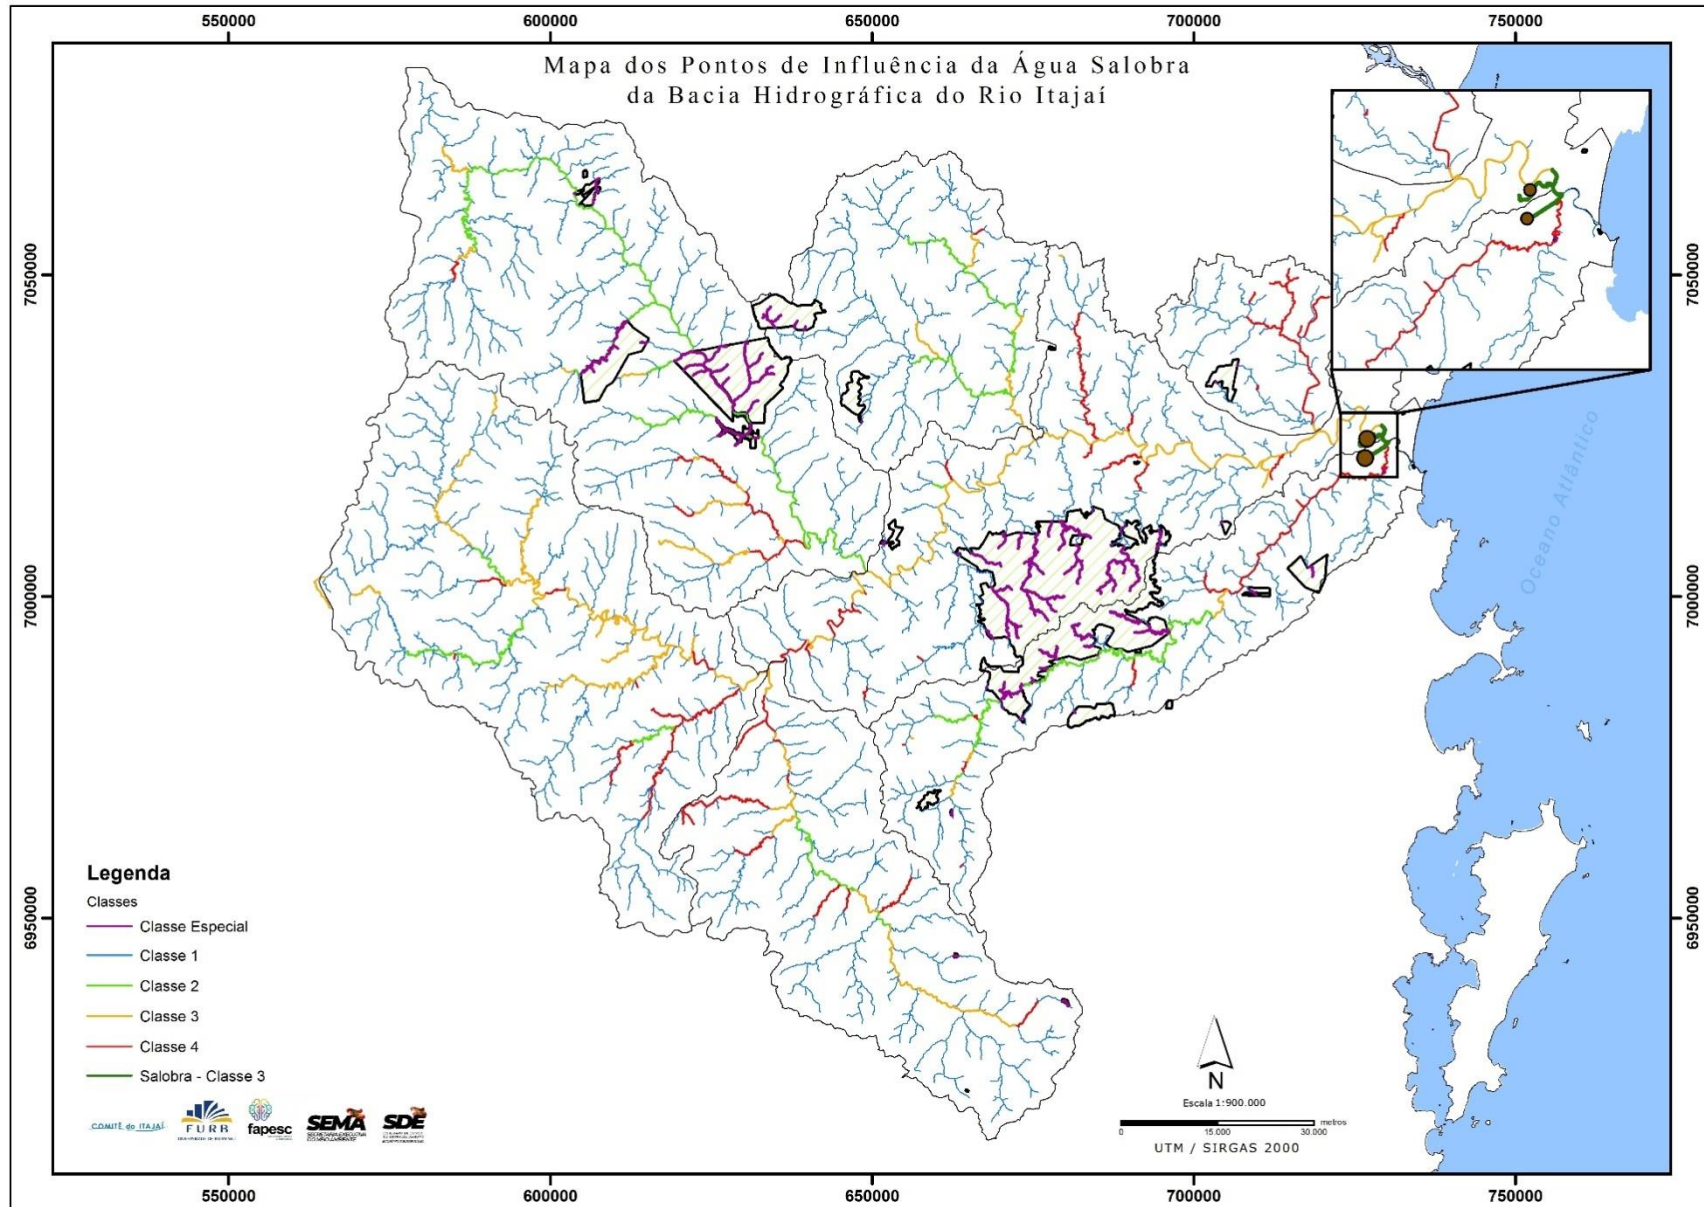 550000 600000 650000 700000 750000
Mapa dos Pontos de Influência da Água Salobra
da Bacia Hidrográfica do Rio Itajaí
7050000 7050000
Oceano Atlântico
7000000 7000000
Legenda
Classes
Classe Especial
Classe 1
Classe 2
Classe 3
Classe 4
Salobra - Classe 3
6950000 6950000
COMITÊ do ITAJAÍ
FURB
fapesc
SEMA
SDE
N
Escala 1:900.000
0 15.000 30.000 metros
UTM / SIRGAS 2000
550000 600000 650000 700000 750000